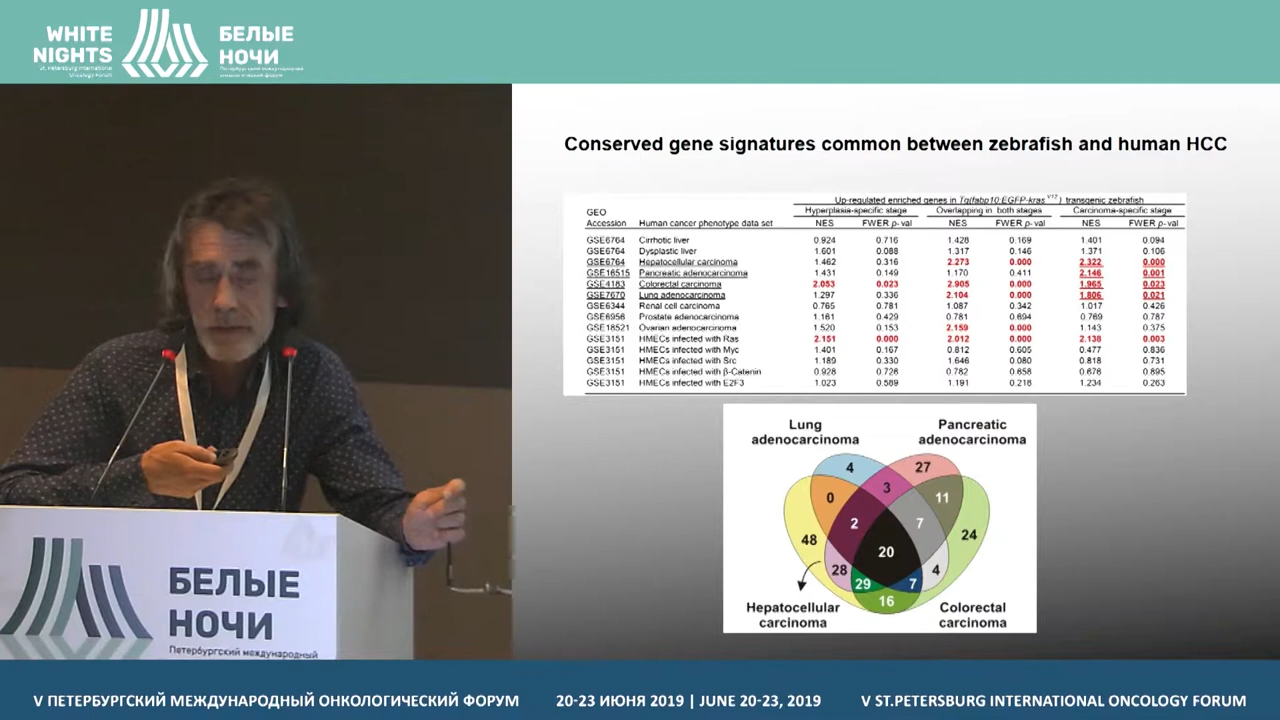 WHITE
NIGHTS
St. Petersburg International
Oncology Forum
БЕЛЫЕ
НОЧИ
Петербургский международный
онкологический форум
Conserved gene signatures common between zebrafish and human HCC
Up-regulated enriched genes in Tg(fabp10:EGFP-kras V12) transgenic zebrafish
GEO Hyperplasia-specific stage Overlapping in both stages Carcinoma-specific stage
Accession Human cancer phenotype data set NES FWER p-val NES FWER p-val NES FWER p-val
GSE6764 Cirrhotic liver 0.924 0.716 1.428 0.169 1.401 0.094
GSE6764 Dysplastic liver 1.601 0.088 1.317 0.146 1.371 0.106
GSE6764 Hepatocellular carcinoma 1.462 0.316 2.273 0.000 2.322 0.000
GSE16515 Pancreatic adenocarcinoma 1.431 0.149 1.170 0.411 2.146 0.001
GSE4183 Colorectal carcinoma 2.053 0.023 2.905 0.000 1.965 0.023
GSE7670 Lung adenocarcinoma 1.297 0.336 2.104 0.000 1.806 0.021
GSE6344 Renal cell carcinoma 0.765 0.781 1.087 0.342 1.017 0.426
GSE6956 Prostate adenocarcinoma 1.161 0.429 0.781 0.694 0.769 0.787
GSE18521 Ovarian adenocarcinoma 1.520 0.153 2.159 0.000 1.143 0.375
GSE3151 HMECs infected with Ras 2.151 0.000 2.012 0.000 2.138 0.003
GSE3151 HMECs infected with Myc 1.401 0.167 0.812 0.605 0.477 0.836
GSE3151 HMECs infected with Src 1.189 0.330 1.646 0.080 0.818 0.731
GSE3151 HMECs infected with β-Catenin 0.928 0.726 0.782 0.658 0.676 0.895
GSE3151 HMECs infected with E2F3 1.023 0.589 1.191 0.218 1.234 0.263
Lung
adenocarcinoma
Pancreatic
adenocarcinoma
4 27
0 3 11
48 2 7 24
20
28 29 7 4
16
Hepatocellular
carcinoma
Colorectal
carcinoma
БЕЛЫЕ
НОЧИ
Петербургский международный
V ПЕТЕРБУРГСКИЙ МЕЖДУНАРОДНЫЙ ОНКОЛОГИЧЕСКИЙ ФОРУМ 20-23 ИЮНЯ 2019 | JUNE 20-23, 2019 V ST.PETERSBURG INTERNATIONAL ONCOLOGY FORUM